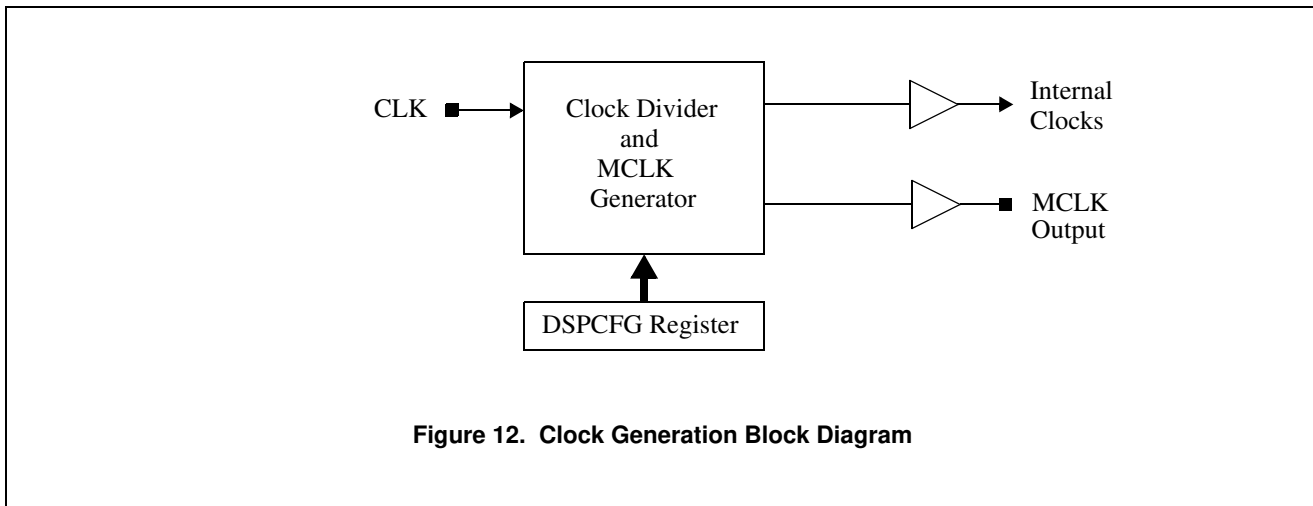 CLK
Clock Divider
and
MCLK
Generator
Internal
Clocks
MCLK
Output
DSPCFG Register
Figure 12. Clock Generation Block Diagram